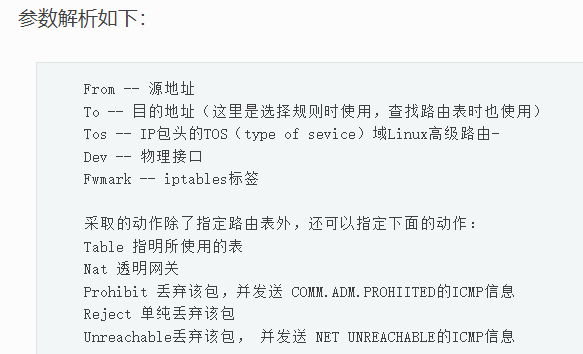 参数解析如下：
From -- 源地址
To -- 目的地址（这里是选择规则时使用，查找路由表时也使用）
Tos -- IP包头的TOS（type of sevice）域Linux高级路由-
Dev -- 物理接口
Fwmark -- iptables标签
采取的动作除了指定路由表外，还可以指定下面的动作：
Table 指明所使用的表
Nat 透明网关
Prohibit 丢弃该包，并发送 COMM.ADM.PROHIITED的ICMP信息
Reject 单纯丢弃该包
Unreachable丢弃该包， 并发送 NET UNREACHABLE的ICMP信息